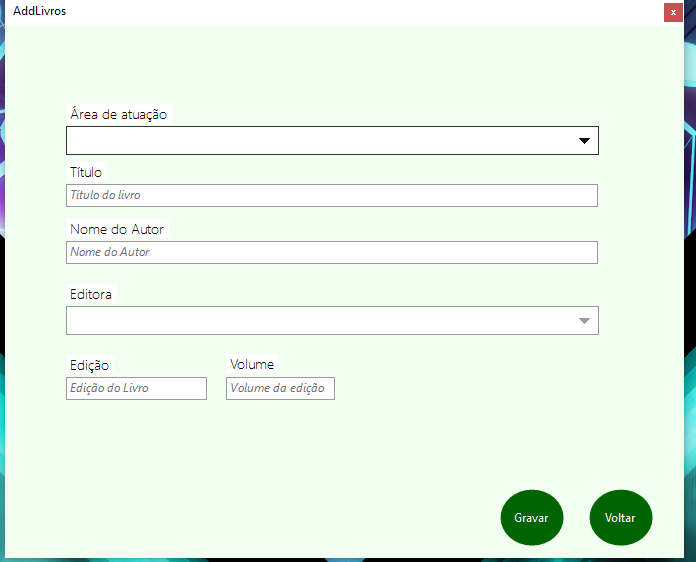 AddLivros
x
Área de atuação
Título
Título do livro
Nome do Autor
Nome do Autor
Editora
Edição
Volume
Edição do Livro
Volume da edição
Gravar
Voltar